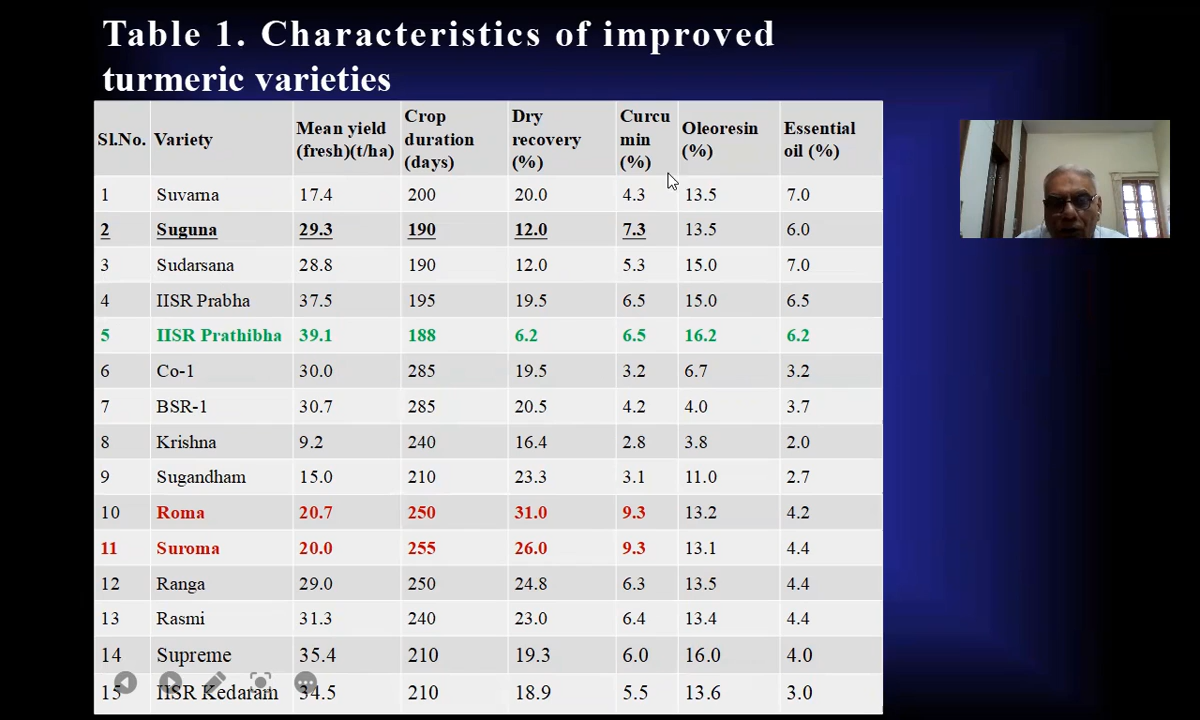 Table 1. Characteristics of improved
turmeric varieties
Sl.No. Variety Mean yield (fresh)(t/ha) Crop duration (days) Dry recovery (%) Curcu min (%) Oleoresin (%) Essential oil (%)
1 Suvarna 17.4 200 20.0 4.3 13.5 7.0
2 Suguna 29.3 190 12.0 7.3 13.5 6.0
3 Sudarsana 28.8 190 12.0 5.3 15.0 7.0
4 IISR Prabha 37.5 195 19.5 6.5 15.0 6.5
5 IISR Prathibha 39.1 188 6.2 6.5 16.2 6.2
6 Co-1 30.0 285 19.5 3.2 6.7 3.2
7 BSR-1 30.7 285 20.5 4.2 4.0 3.7
8 Krishna 9.2 240 16.4 2.8 3.8 2.0
9 Sugandham 15.0 210 23.3 3.1 11.0 2.7
10 Roma 20.7 250 31.0 9.3 13.2 4.2
11 Suroma 20.0 255 26.0 9.3 13.1 4.4
12 Ranga 29.0 250 24.8 6.3 13.5 4.4
13 Rasmi 31.3 240 23.0 6.4 13.4 4.4
14 Supreme 35.4 210 19.3 6.0 16.0 4.0
15 IISR Kedaram 34.5 210 18.9 5.5 13.6 3.0